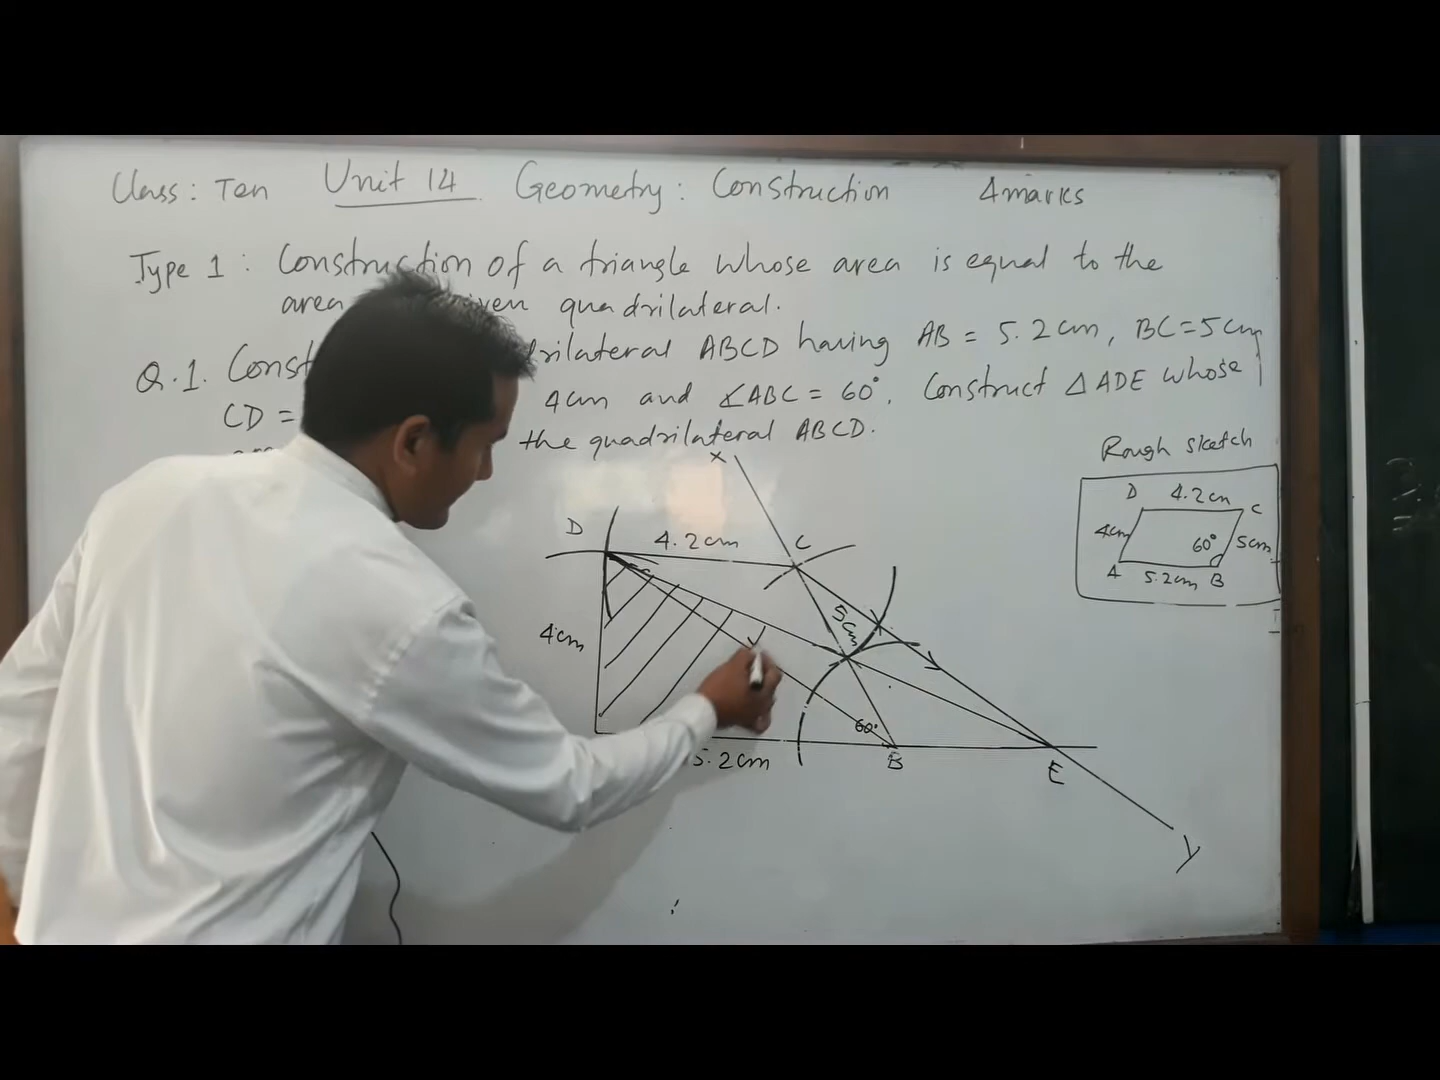 Class: Ten Unit 14 Geometry: Construction 4marks
Type 1: Construction of a triangle whose area is equal to the
area given quadrilateral.
Q.1. Const drilateral ABCD having AB = 5.2cm, BC=5cm,
CD = 4cm and ∡ABC = 60°. Construct △ADE whose
the quadrilateral ABCD.
Rough sketch
D 4.2cm C
4cm 60° 5cm
A 5.2cm B
X
D 4.2cm C
5cm
4cm
60°
5.2cm B E
Y